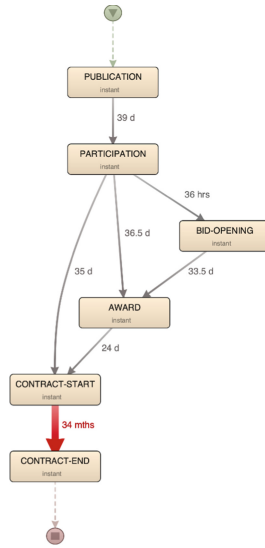 PUBLICATION
instant
39 d
PARTICIPATION
instant
36 hrs
36.5 d
BID-OPENING
instant
35 d
33.5 d
AWARD
instant
24 d
CONTRACT-START
instant
34 mths
CONTRACT-END
instant